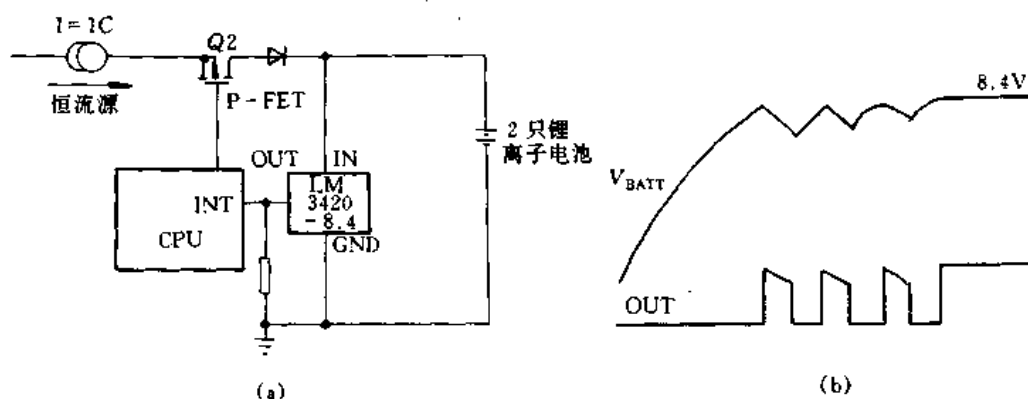 I = 1C
Q2
恒流源
P-FET
OUT
IN
2只锂
离子电池
LM
3420
-8.4
INT
CPU
GND
(a)
8.4V
VBATT
OUT
(b)